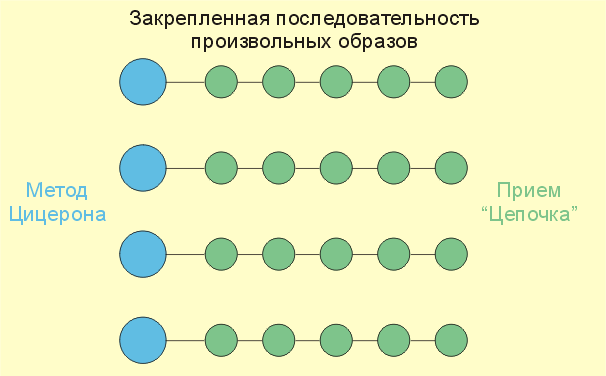 Закрепленная последовательность
произвольных образов
Метод
Цицерона
Прием
“Цепочка”